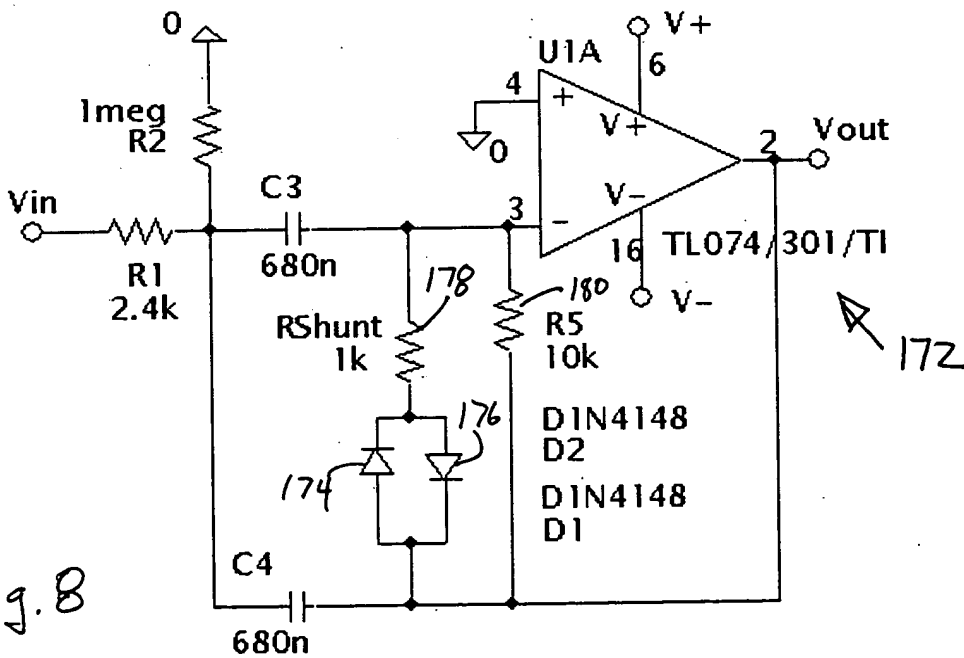 0
V+
U1A
6
4
+
V+
0
1meg
R2
2
Vout
C3
V-
Vin
3
-
16
TL074/301/TI
680n
R1
2.4k
178
180
V-
RShunt
1k
R5
10k
172
176
D1N4148
D2
174
D1N4148
D1
C4
g. 8
680n